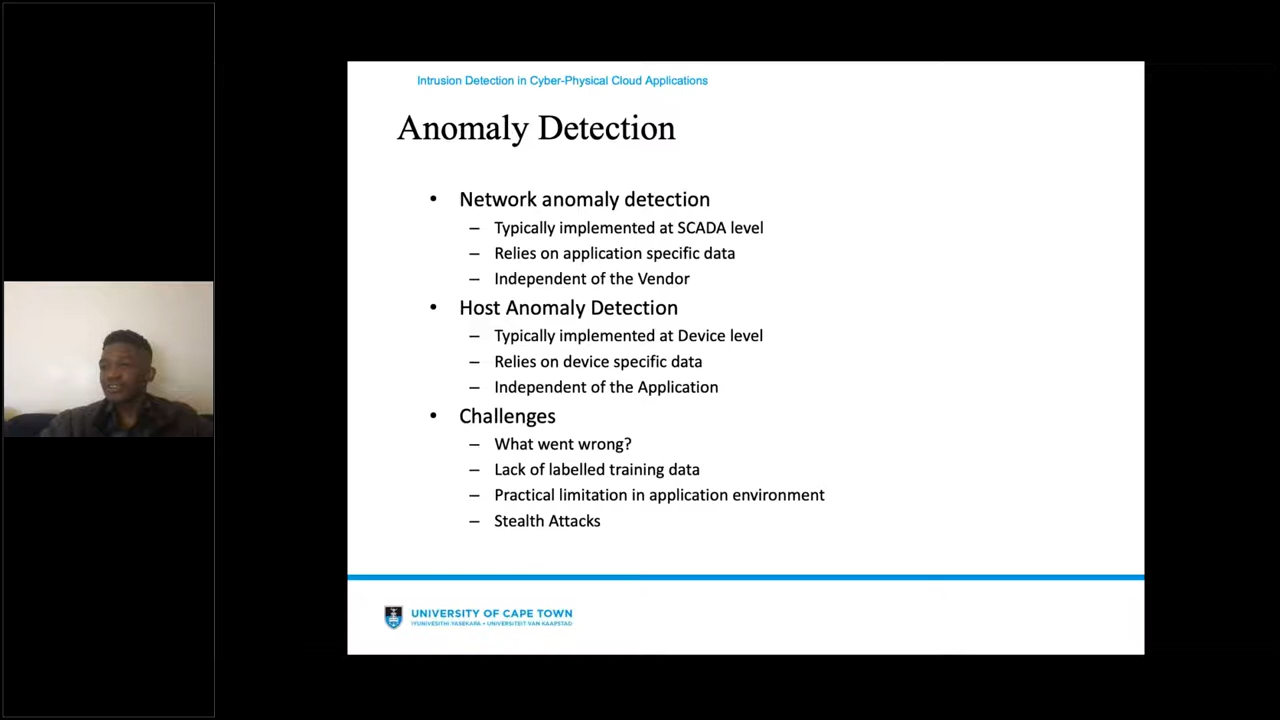 Intrusion Detection in Cyber-Physical Cloud Applications
Anomaly Detection
• Network anomaly detection
– Typically implemented at SCADA level
– Relies on application specific data
– Independent of the Vendor
• Host Anomaly Detection
– Typically implemented at Device level
– Relies on device specific data
– Independent of the Application
• Challenges
– What went wrong?
– Lack of labelled training data
– Practical limitation in application environment
– Stealth Attacks
UNIVERSITY OF CAPE TOWN
IYUNIVESITHI YASEKAPA • UNIVERSITEIT VAN KAAPSTAD